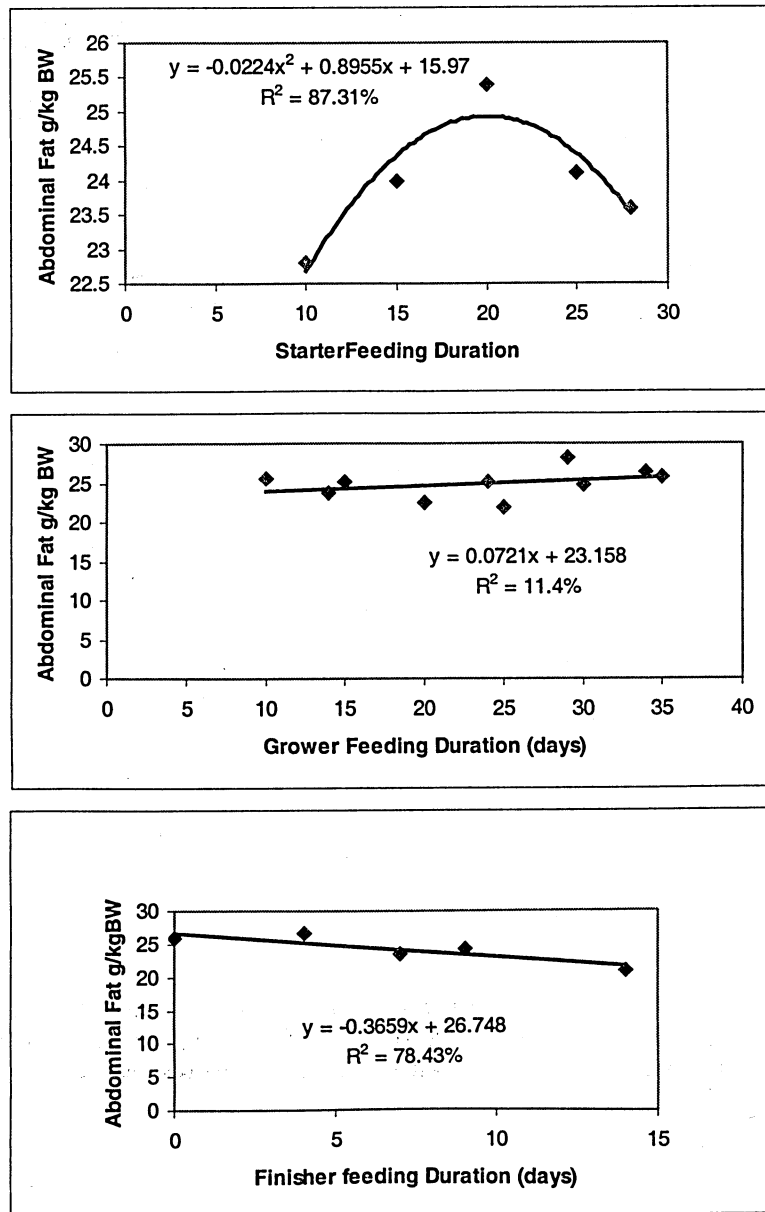 Abdominal Fat g/kg BW
26
25.5
25
24.5
24
23.5
23
22.5
y = -0.0224x² + 0.8955x + 15.97
R² = 87.31%
0 5 10 15 20 25 30
StarterFeeding Duration
Abdominal Fat g/kg BW
30
25
20
15
10
5
0
y = 0.0721x + 23.158
R² = 11.4%
0 5 10 15 20 25 30 35 40
Grower Feeding Duration (days)
Abdominal Fat g/kgBW
30
25
20
15
10
5
0
y = -0.3659x + 26.748
R² = 78.43%
0 5 10 15
Finisher feeding Duration (days)